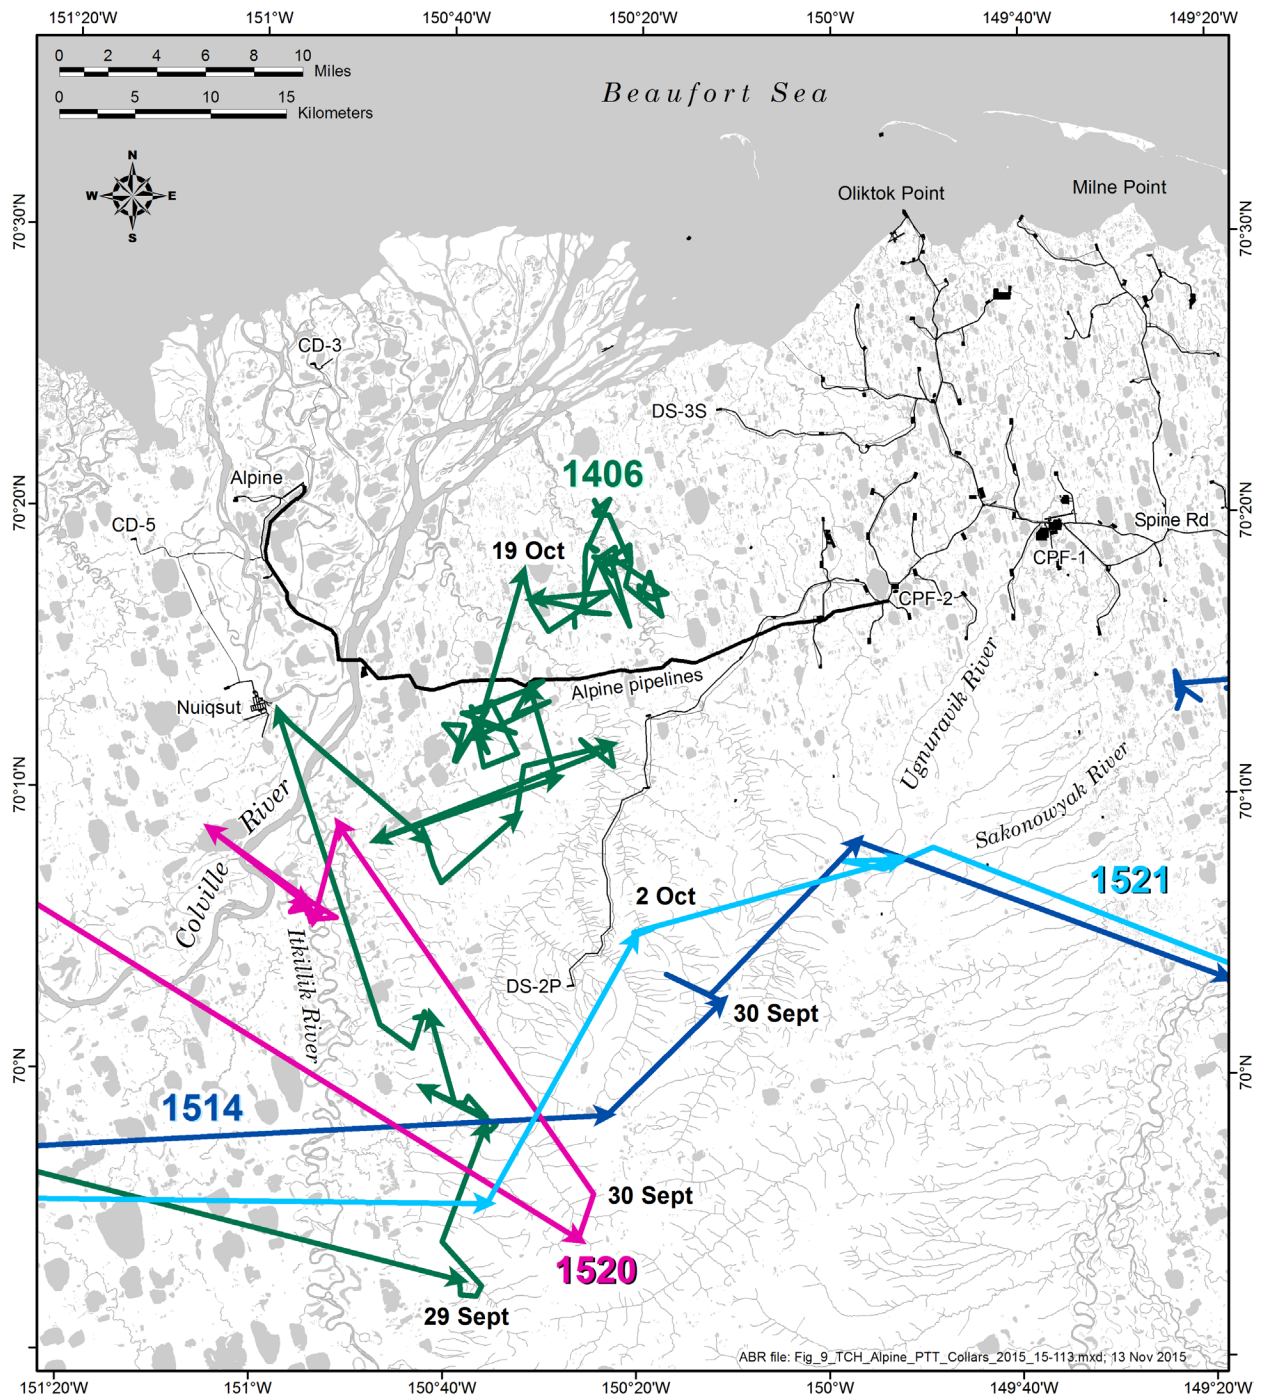 151°20'W 151°W 150°40'W 150°20'W 150°W 149°40'W 149°20'W
0 2 4 6 8 10
Miles
0 5 10 15
Kilometers
Beaufort Sea
N
W E
S
Oliktok Point
Milne Point
70°30'N 70°30'N
CD-3
DS-3S
1406
Alpine
70°20'N 70°20'N
CD-5
Spine Rd
19 Oct
CPF-1
CPF-2
Alpine pipelines
Nuiqsut
Ugnuravik River
70°10'N 70°10'N
Sakonowyak River
Colville River
1521
2 Oct
Itkillik River
DS-2P
30 Sept
70°N 70°N
1514
30 Sept
1520
29 Sept
ABR file: Fig_9_TCH_Alpine_PTT_Collars_2015_15-113.mxd; 13 Nov 2015
151°20'W 151°W 150°40'W 150°20'W 150°W 149°40'W 149°20'W